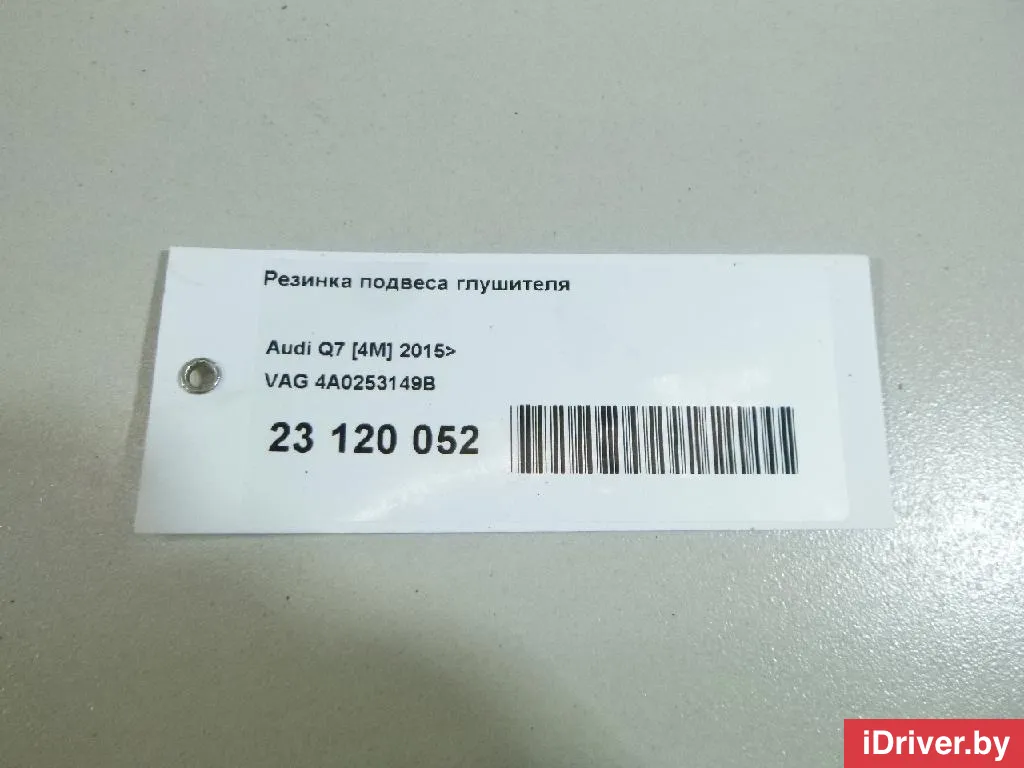 Резинка подвеса глушителя
Audi Q7 [4M] 2015>
VAG 4A0253149B
23 120 052
iDriver.by